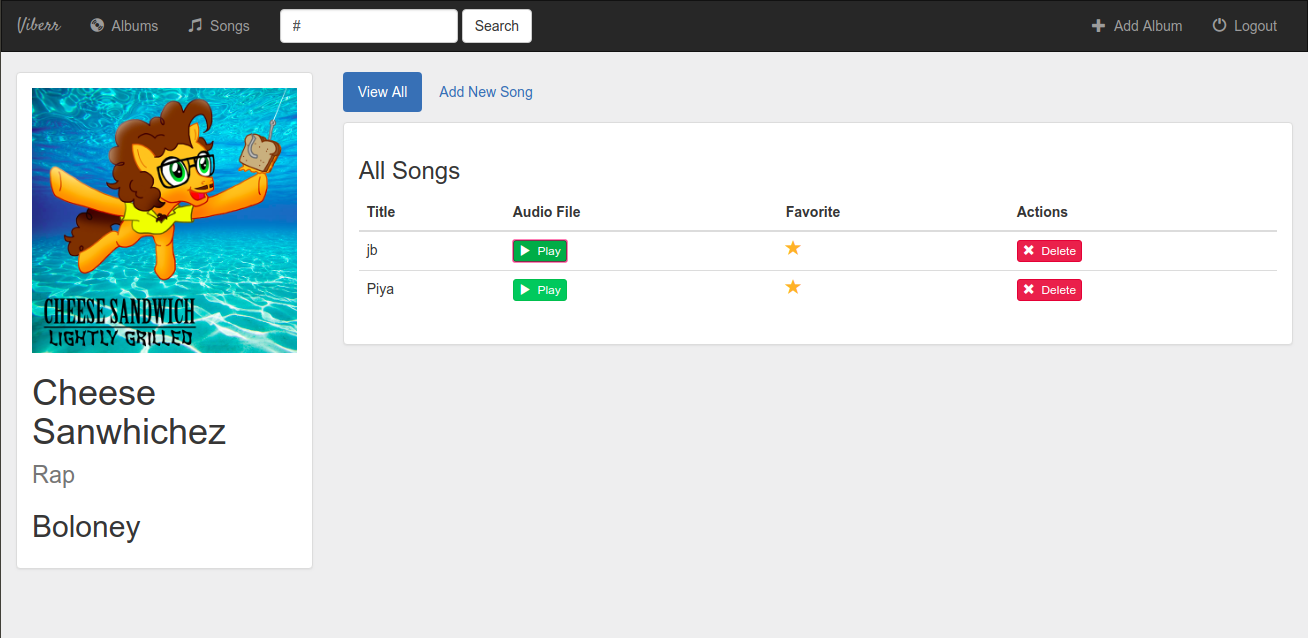 Viberr Albums Songs # Search Add Album Logout
View All Add New Song
CHEESE SANDWICH
LIGHTLY GRILLED
Cheese
Sanwhichez
Rap
Boloney
All Songs
Title Audio File Favorite Actions
jb Play Delete
Piya Play Delete